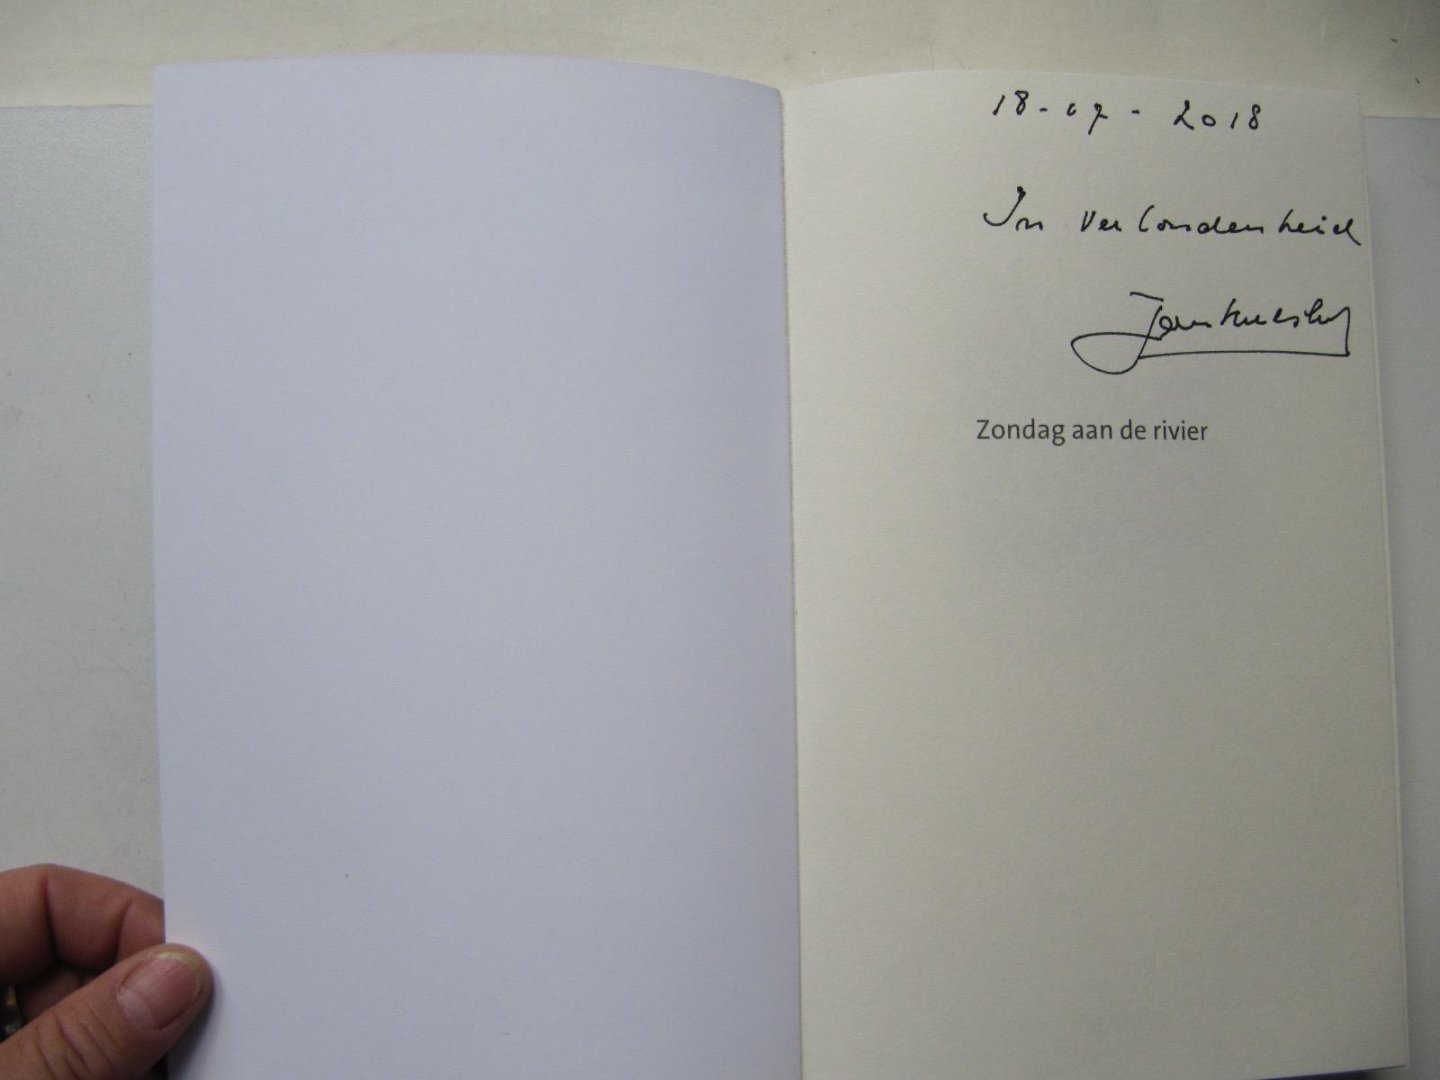 18-07-2018
In verbondenheid
Zondag aan de rivier